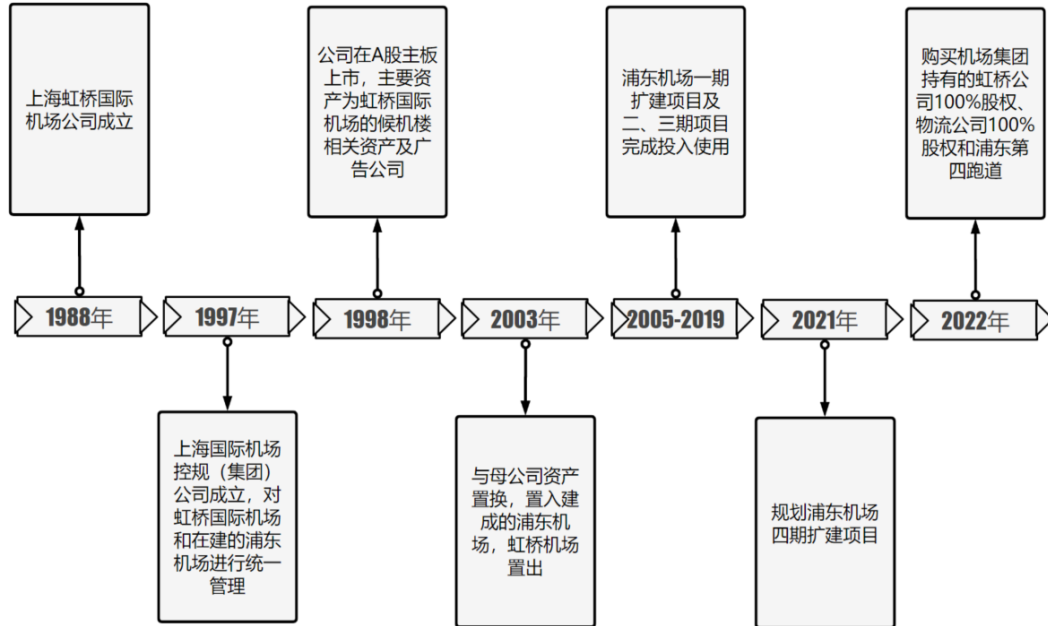 上海虹桥国际
机场公司成立
公司在A股主板
上市，主要资
产为虹桥国际
机场的候机楼
相关资产及广
告公司
浦东机场一期
扩建项目及
二、三期项目
完成投入使用
购买机场集团
持有的虹桥公
司100%股权、
物流公司100%
股权和浦东第
四跑道
1988年
1997年
1998年
2003年
2005-2019
2021年
2022年
上海国际机场
控规（集团）
公司成立，对
虹桥国际机场
和在建的浦东
机场进行统一
管理
与母公司资产
置换，置入建
成的浦东机
场，虹桥机场
置出
规划浦东机场
四期扩建项目